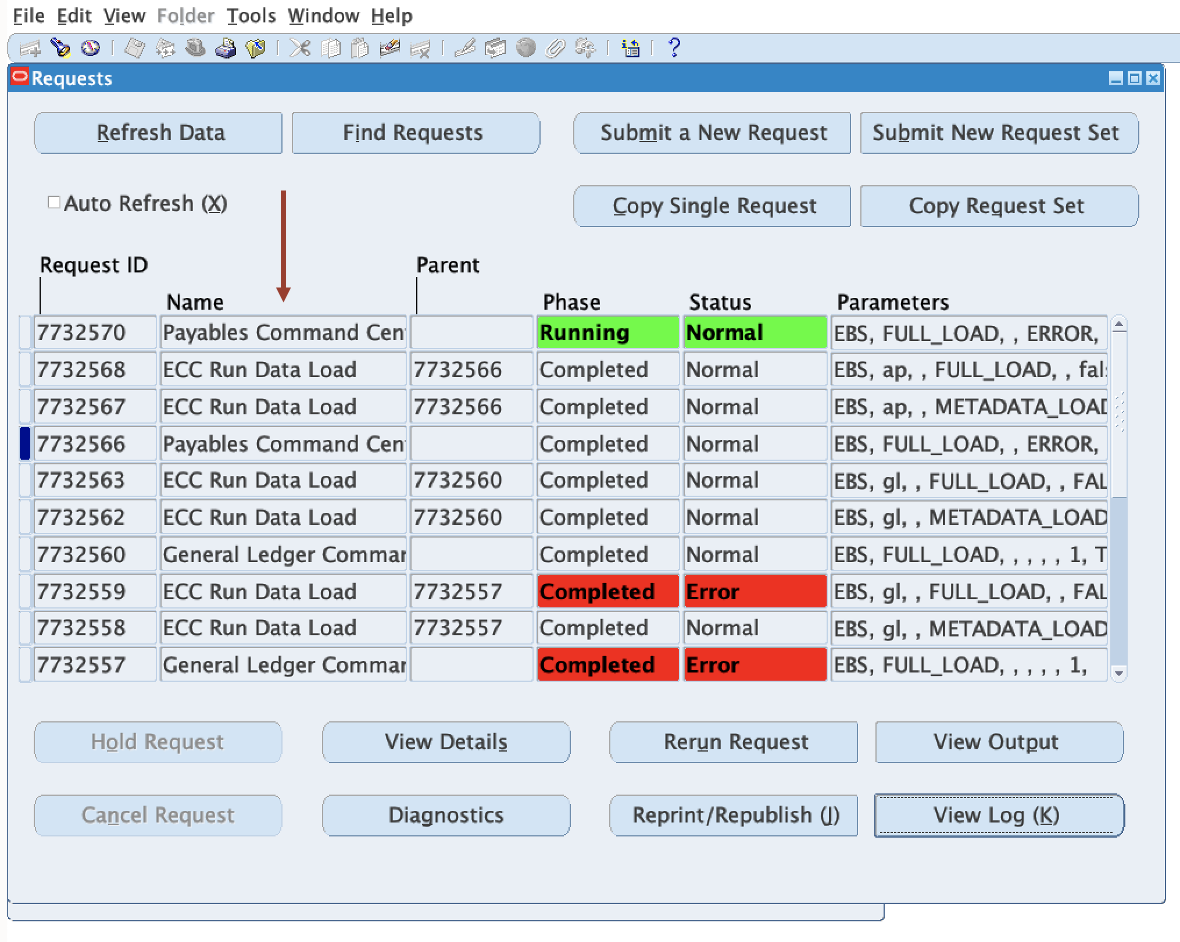 File Edit View Folder Tools Window Help
Requests
Refresh Data Find Requests Submit a New Request Submit New Request Set
Auto Refresh (X) Copy Single Request Copy Request Set
Request ID Parent
Name Phase Status Parameters
7732570 Payables Command Cen Running Normal EBS, FULL_LOAD, , ERROR,
7732568 ECC Run Data Load 7732566 Completed Normal EBS, ap, , FULL_LOAD, , fals
7732567 ECC Run Data Load 7732566 Completed Normal EBS, ap, , METADATA_LOAD
7732566 Payables Command Cen Completed Normal EBS, FULL_LOAD, , ERROR,
7732563 ECC Run Data Load 7732560 Completed Normal EBS, gl, , FULL_LOAD, , FAL
7732562 ECC Run Data Load 7732560 Completed Normal EBS, gl, , METADATA_LOAD
7732560 General Ledger Commar Completed Normal EBS, FULL_LOAD, , , , , 1, T
7732559 ECC Run Data Load 7732557 Completed Error EBS, gl, , FULL_LOAD, , FAL
7732558 ECC Run Data Load 7732557 Completed Normal EBS, gl, , METADATA_LOAD
7732557 General Ledger Commar Completed Error EBS, FULL_LOAD, , , , , 1,
Hold Request View Details Rerun Request View Output
Cancel Request Diagnostics Reprint/Republish (J) View Log (K)